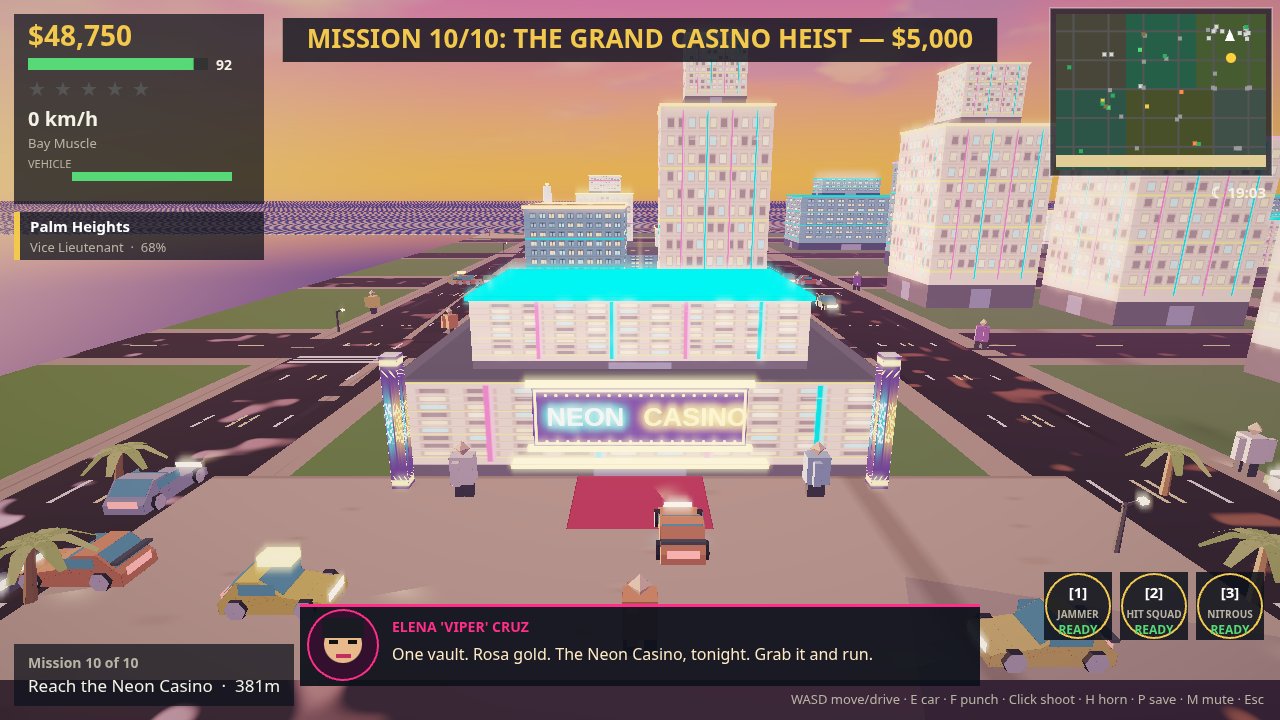 $48,750
92
★ ★ ★ ★ ★
0 km/h
Bay Muscle
VEHICLE
Palm Heights
Vice Lieutenant · 68%
MISSION 10/10: THE GRAND CASINO HEIST — $5,000
☾ 19:03
NEON CASINO
[1]
JAMMER
READY
[2]
HIT SQUAD
READY
[3]
NITROUS
READY
ELENA 'VIPER' CRUZ
One vault. Rosa gold. The Neon Casino, tonight. Grab it and run.
Mission 10 of 10
Reach the Neon Casino · 381m
WASD move/drive · E car · F punch · Click shoot · H horn · P save · M mute · Esc